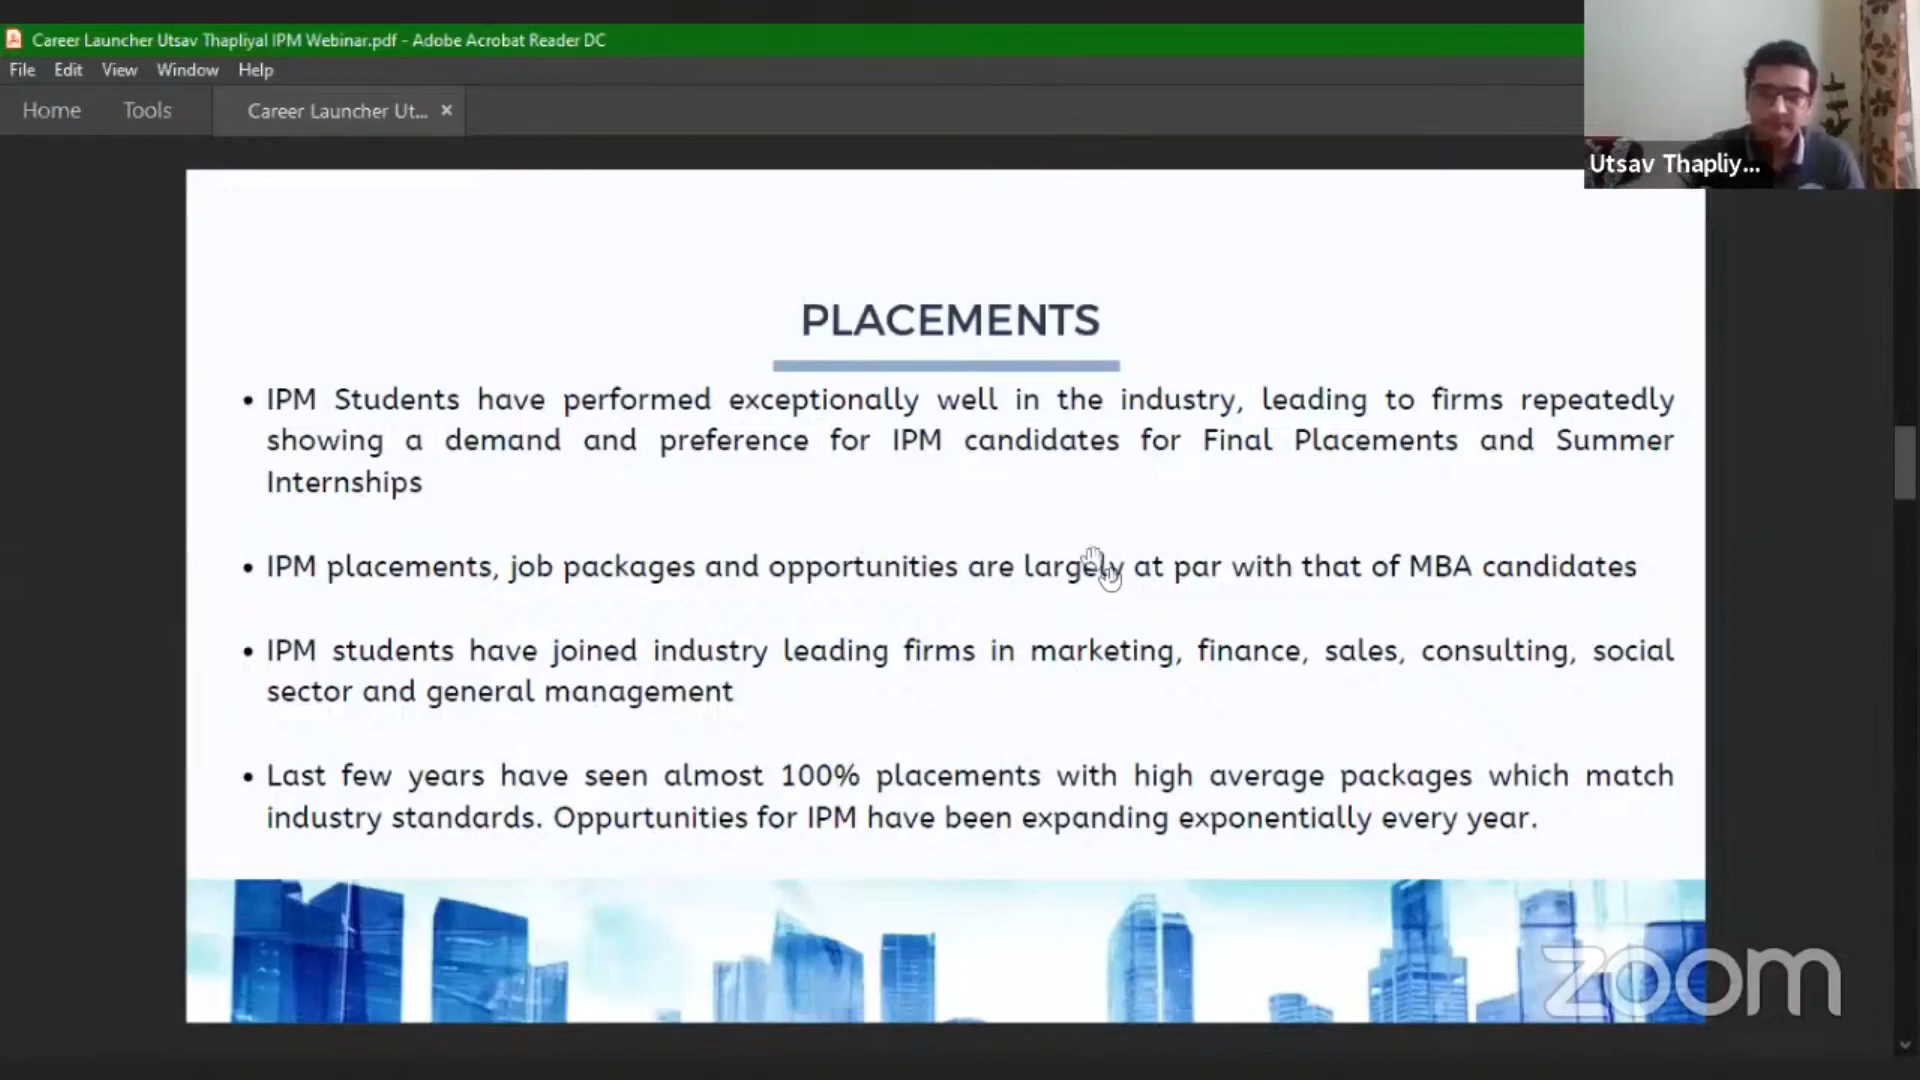 Career Launcher Utsav Thapliyal IPM Webinar.pdf - Adobe Acrobat Reader DC
File Edit View Window Help
Home Tools Career Launcher Ut... ×
Utsav Thapliy...
PLACEMENTS
• IPM Students have performed exceptionally well in the industry, leading to firms repeatedly
showing a demand and preference for IPM candidates for Final Placements and Summer
Internships
• IPM placements, job packages and opportunities are largely at par with that of MBA candidates
• IPM students have joined industry leading firms in marketing, finance, sales, consulting, social
sector and general management
• Last few years have seen almost 100% placements with high average packages which match
industry standards. Oppurtunities for IPM have been expanding exponentially every year.
zoom